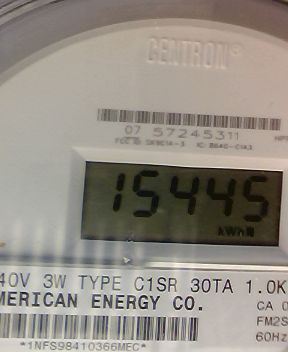 CENTRON®
07 57245311
15445
kWh
40V 3W TYPE C1SR 30TA 1.0K
MERICAN ENERGY CO.
CA 0
FM2S
60Hz
*1NFS98410366MEC*